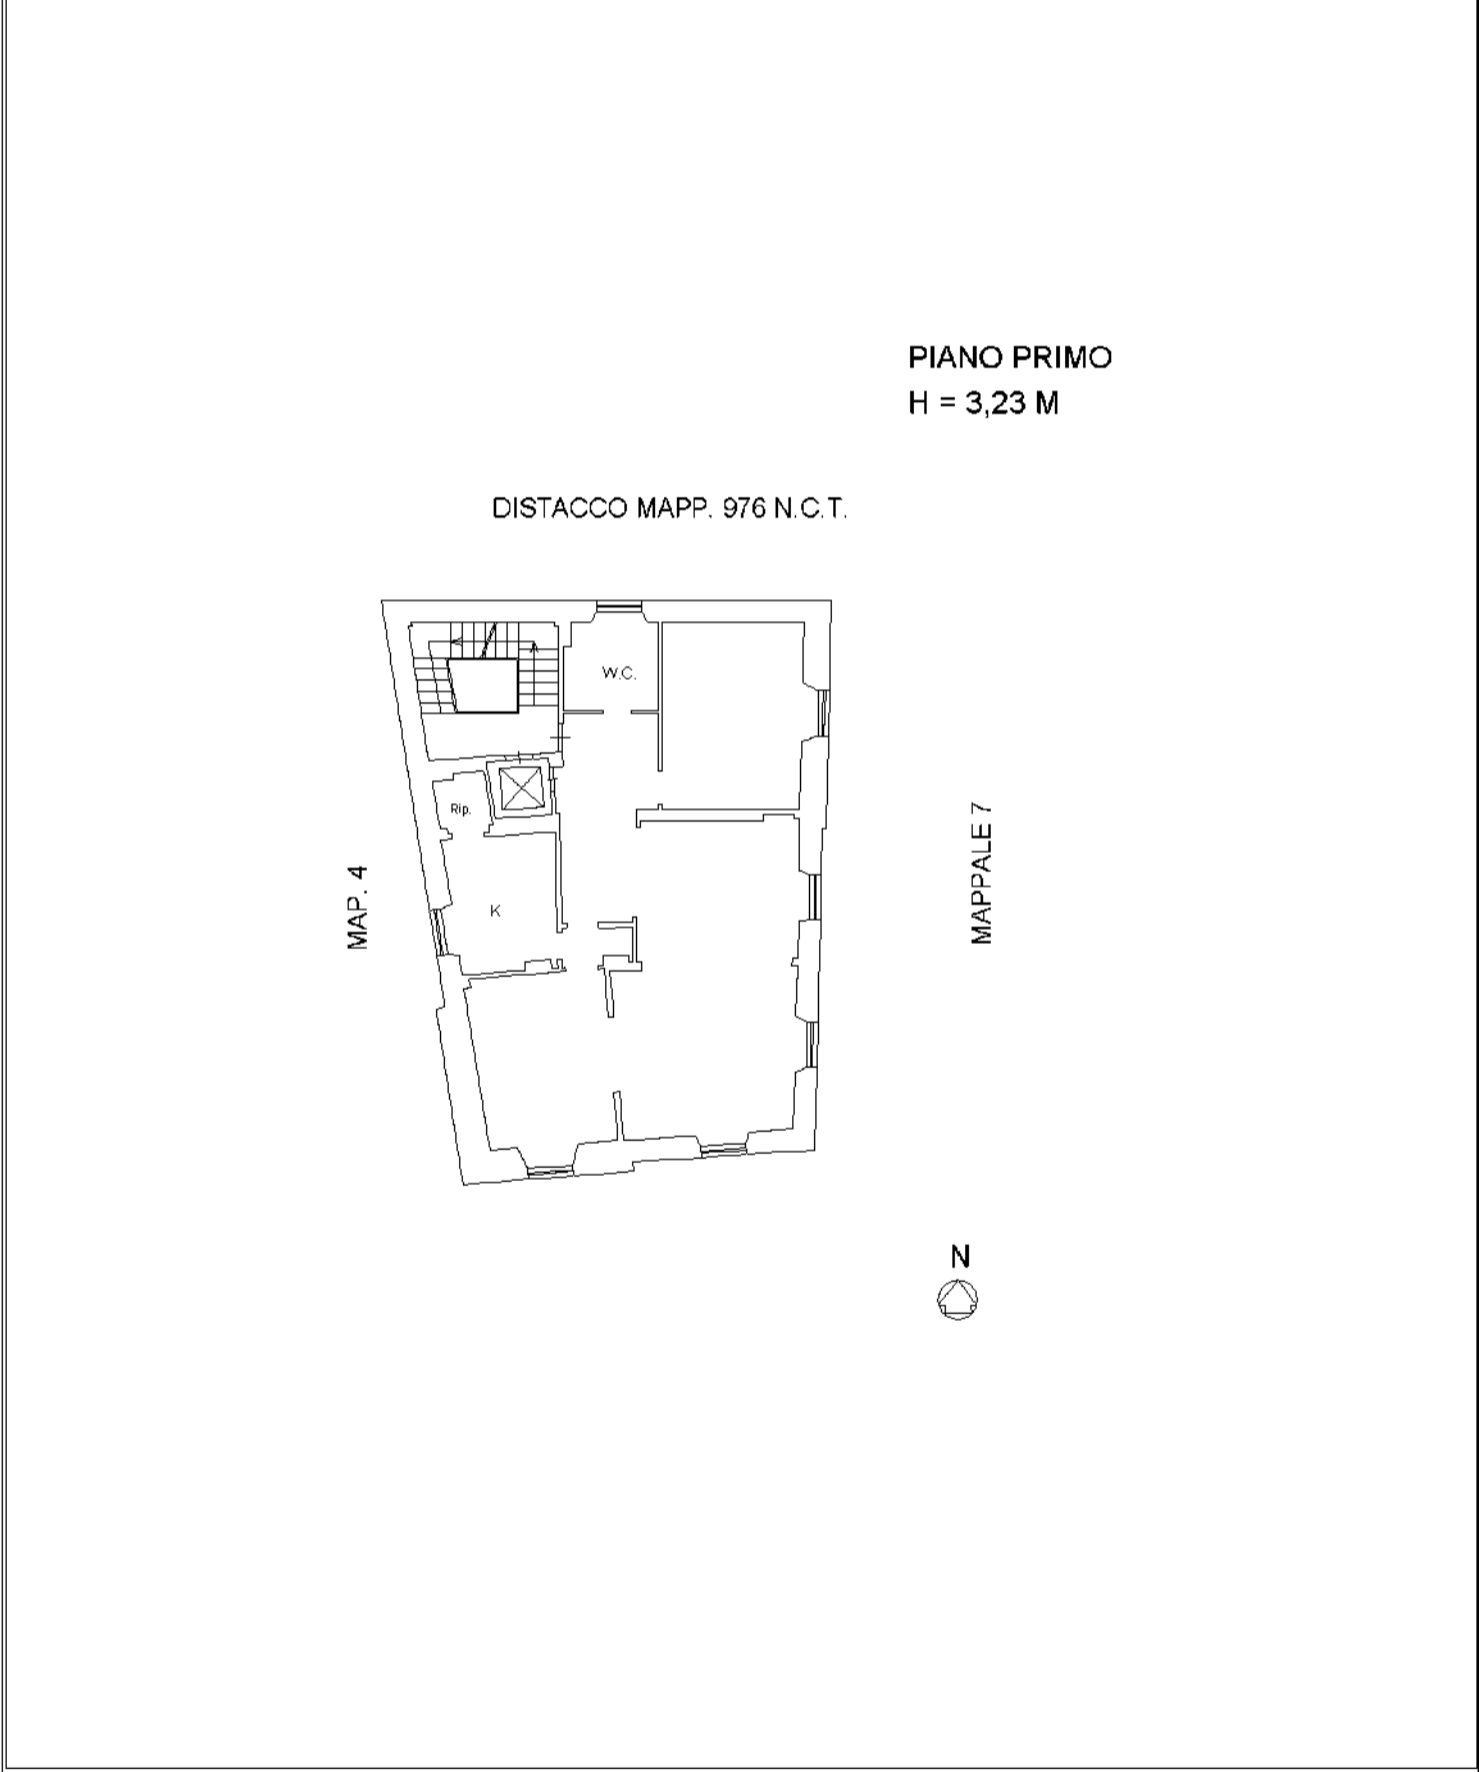 PIANO PRIMO
H = 3,23 M
DISTACCO MAPP. 976 N.C.T.
W.C.
Rip.
K
MAP. 4
MAPPALE 7
N